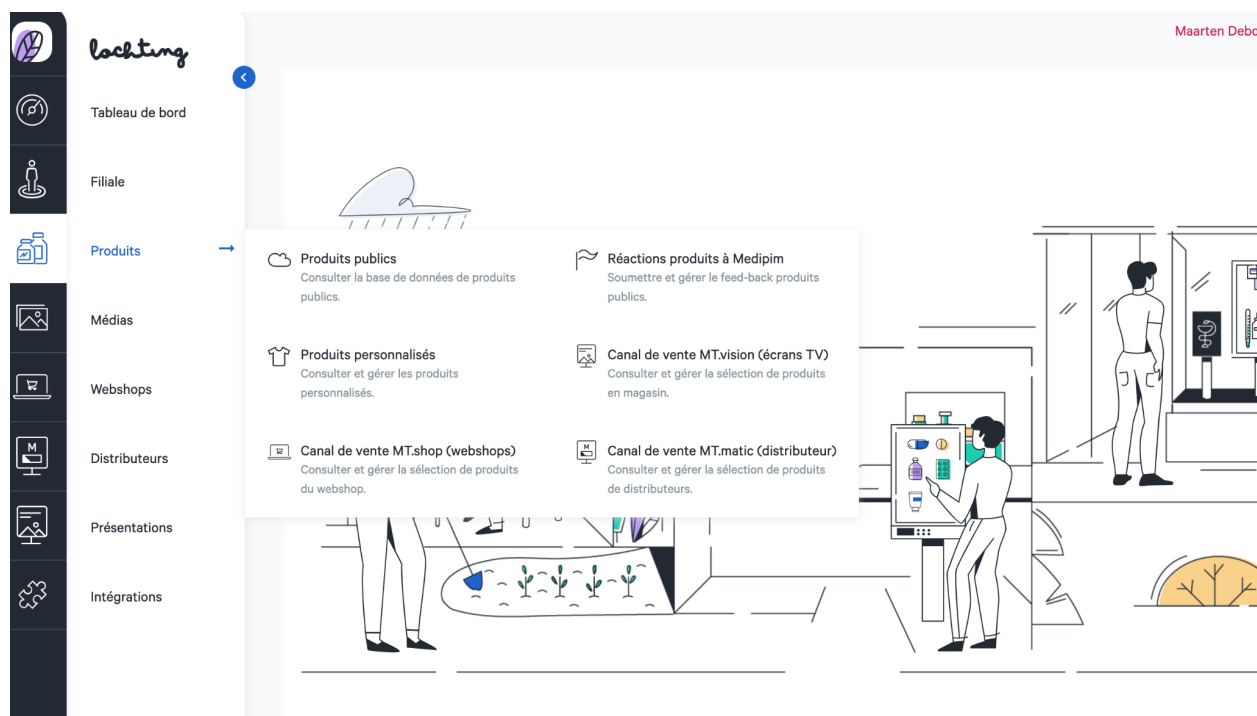 lochting
Maarten Debo
Tableau de bord
Filiale
Produits
Médias
Webshops
Distributeurs
Présentations
Intégrations
Produits publics
Consulter la base de données de produits
publics.
Réactions produits à Medipim
Soumettre et gérer le feed-back produits
publics.
Produits personnalisés
Consulter et gérer les produits
personnalisés.
Canal de vente MT.vision (écrans TV)
Consulter et gérer la sélection de produits
en magasin.
Canal de vente MT.shop (webshops)
Consulter et gérer la sélection de produits
du webshop.
Canal de vente MT.matic (distributeur)
Consulter et gérer la sélection de produits
de distributeurs.
M
M